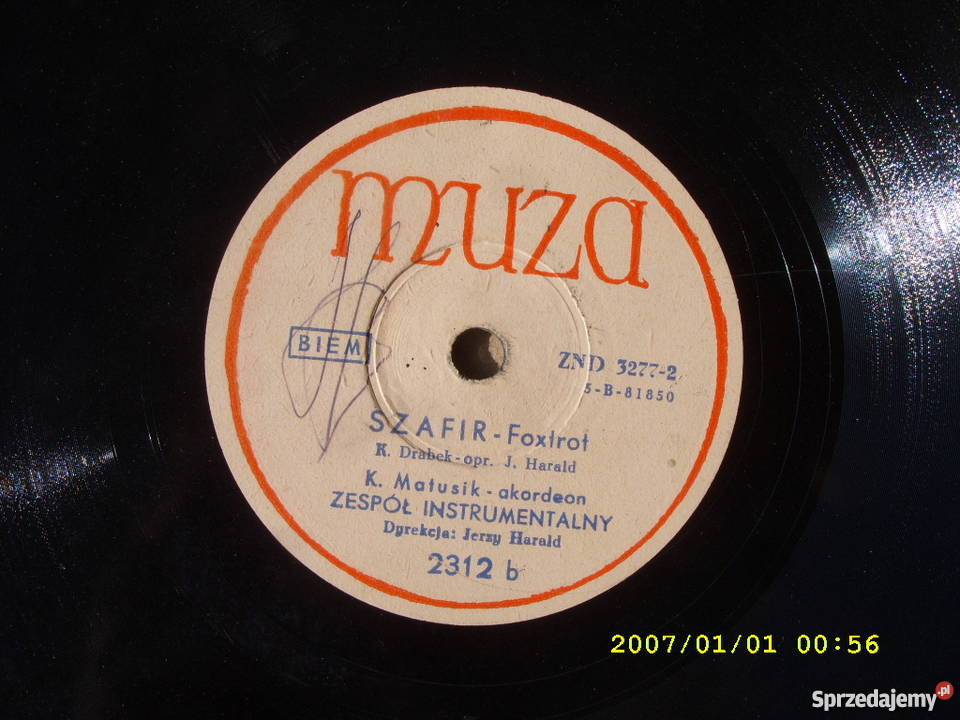 muza
BIEM
ZND 3277-2
5-B-81850
SZAFIR - Foxtrot
K. Drabek - opr. J. Harald
K. Matusik - akordeon
ZESPÓŁ INSTRUMENTALNY
Dyrekcja: Jerzy Harald
2312 b
2007/01/01 00:56
Sprzedajemy.pl